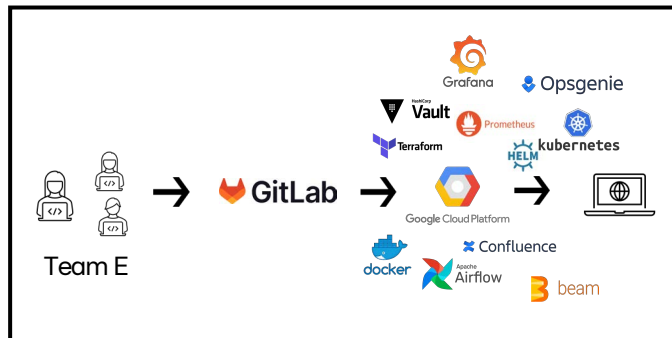 Grafana
Opsgenie
HashiCorp
Vault
Prometheus
Terraform
HELM
kubernetes
GitLab
Google Cloud Platform
Team E
Confluence
docker
Apache
Airflow
beam